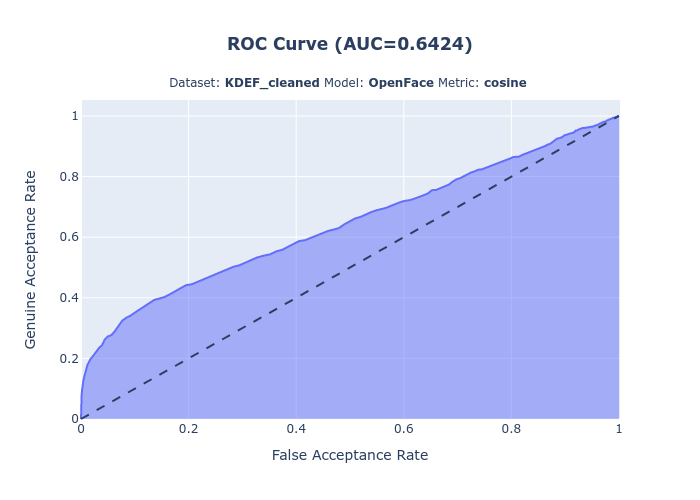 ROC Curve (AUC=0.6424)
Dataset: KDEF_cleaned Model: OpenFace Metric: cosine
Genuine Acceptance Rate
1
0.8
0.6
0.4
0.2
0
0 0.2 0.4 0.6 0.8 1
False Acceptance Rate